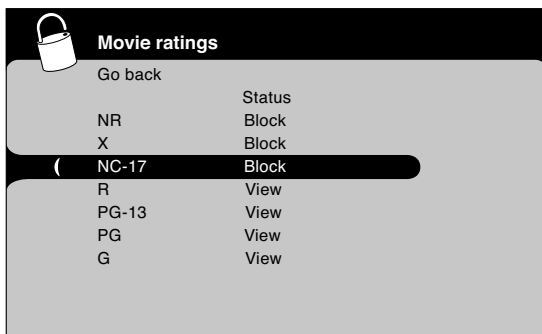 Movie ratings
Go back
Status
NR Block
X Block
NC-17 Block
R View
PG-13 View
PG View
G View